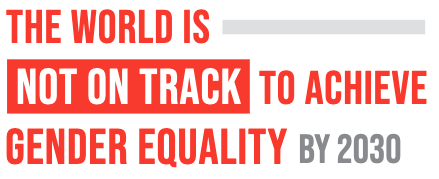 THE WORLD IS
NOT ON TRACK TO ACHIEVE
GENDER EQUALITY BY 2030